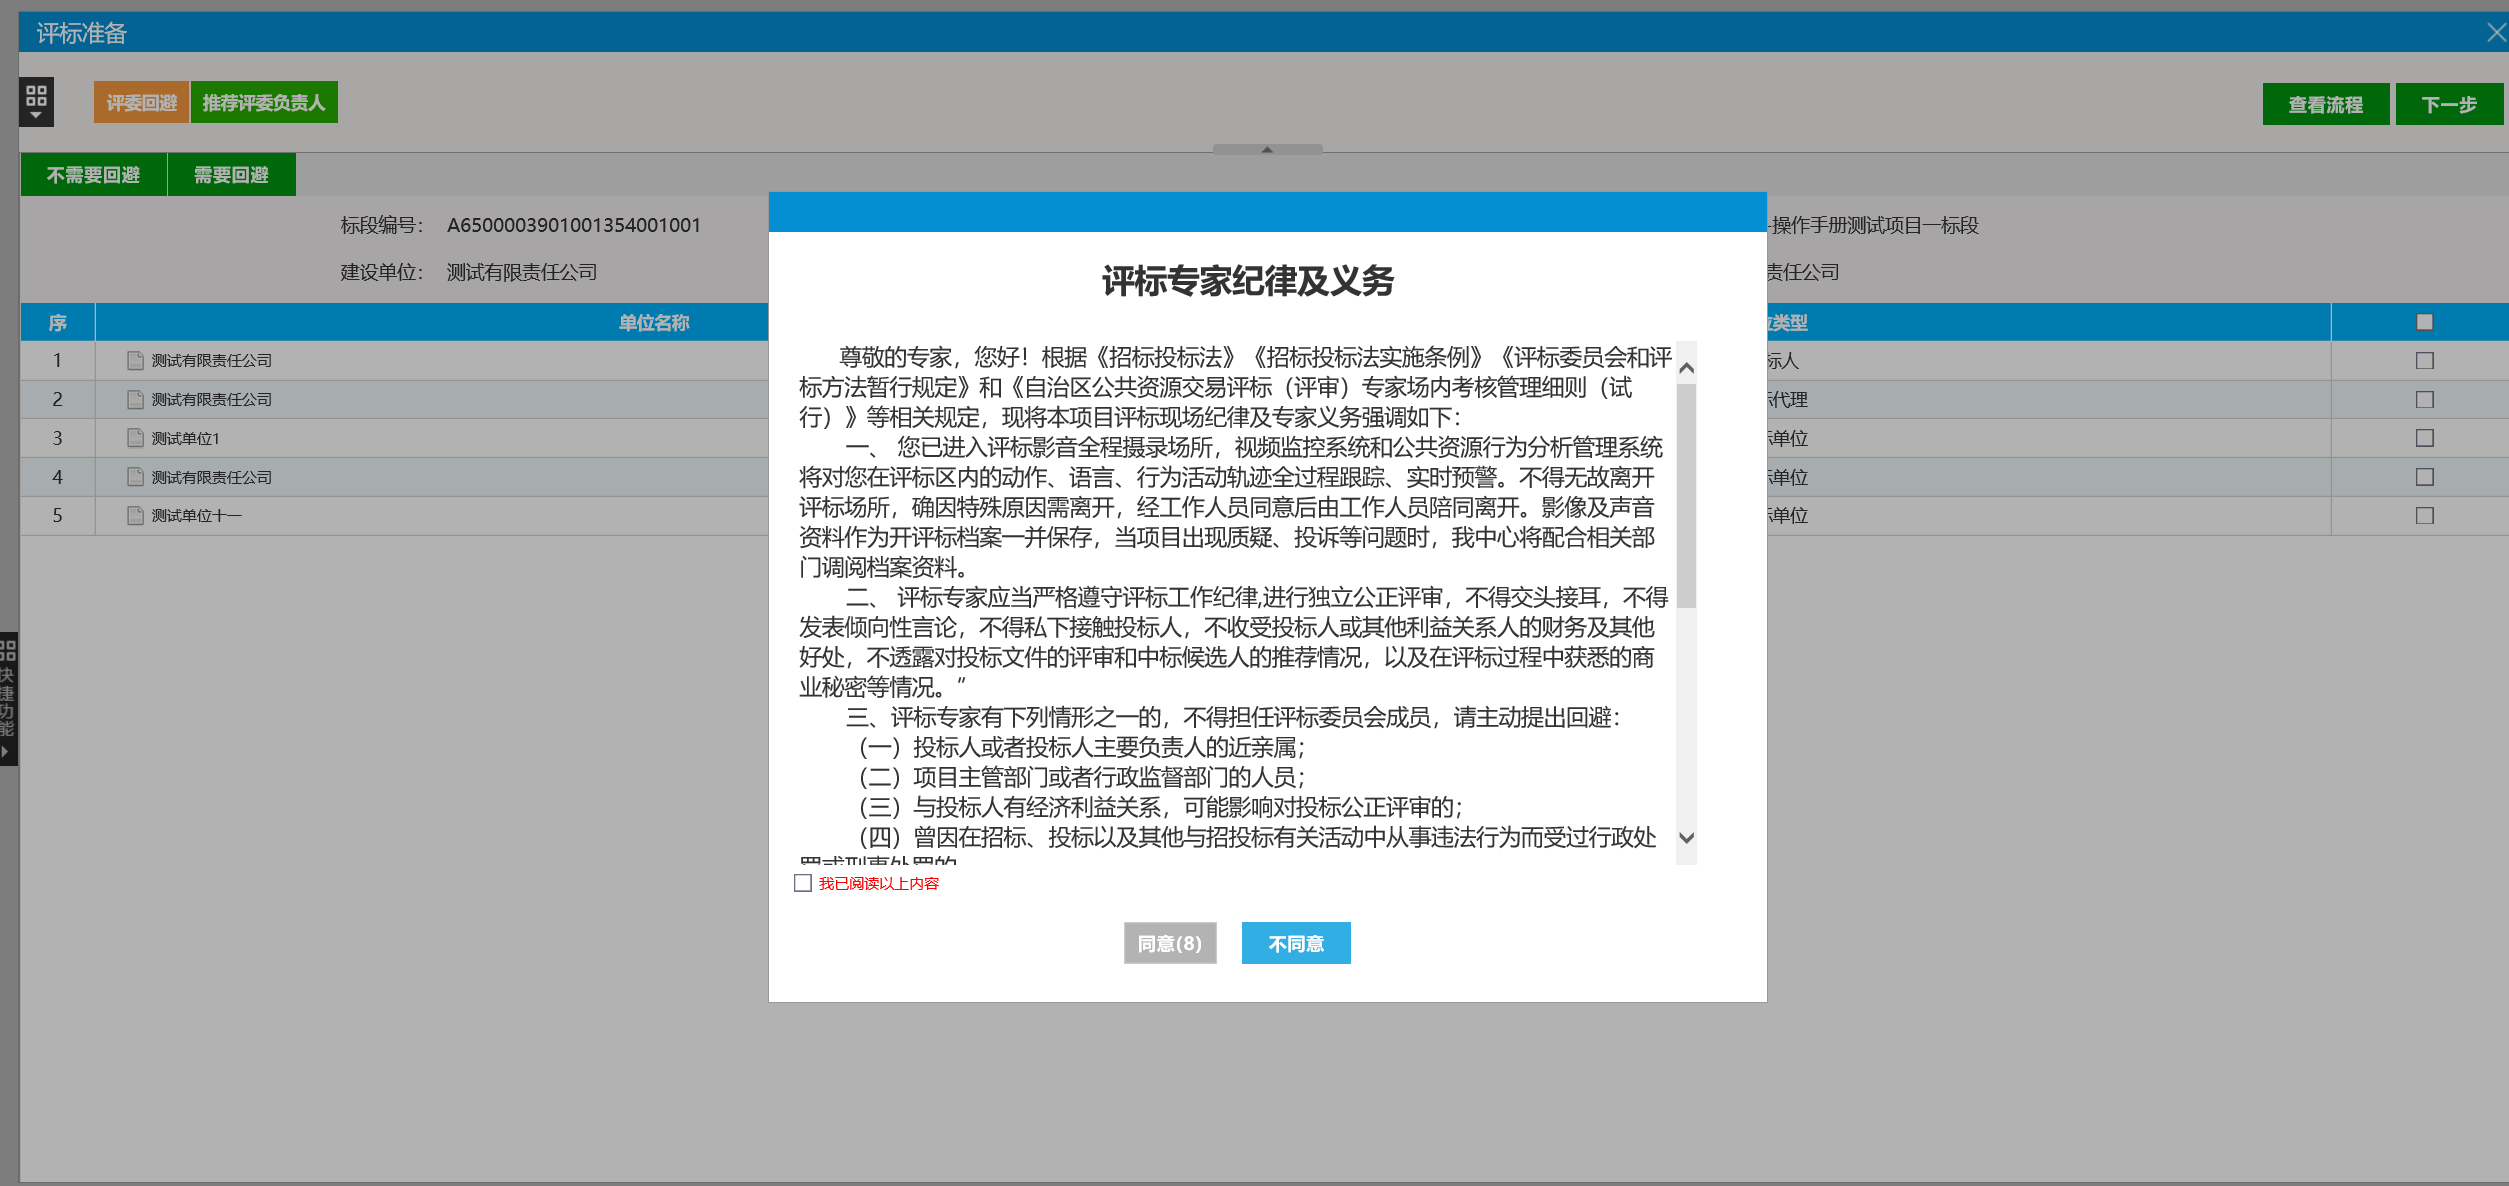 评标准备
评委回避 推荐评委负责人 查看流程 下一步
不需要回避 需要回避
标段编号： A6500003901001354001001 操作手册测试项目一标段
建设单位： 测试有限责任公司 责任公司
序 单位名称 类型
1 测试有限责任公司 标人
2 测试有限责任公司 代理
3 测试单位1 单位
4 测试有限责任公司 单位
5 测试单位十一 单位
快捷功能
评标专家纪律及义务
尊敬的专家，您好！根据《招标投标法》《招标投标法实施条例》《评标委员会和评
标方法暂行规定》和《自治区公共资源交易评标（评审）专家场内考核管理细则（试
行）》等相关规定，现将本项目评标现场纪律及专家义务强调如下：
一、 您已进入评标影音全程摄录场所，视频监控系统和公共资源行为分析管理系统
将对您在评标区内的动作、语言、行为活动轨迹全过程跟踪、实时预警。不得无故离开
评标场所，确因特殊原因需离开，经工作人员同意后由工作人员陪同离开。影像及声音
资料作为开评标档案一并保存，当项目出现质疑、投诉等问题时，我中心将配合相关部
门调阅档案资料。
二、 评标专家应当严格遵守评标工作纪律,进行独立公正评审，不得交头接耳，不得
发表倾向性言论，不得私下接触投标人，不收受投标人或其他利益关系人的财务及其他
好处，不透露对投标文件的评审和中标候选人的推荐情况，以及在评标过程中获悉的商
业秘密等情况。”
三、评标专家有下列情形之一的，不得担任评标委员会成员，请主动提出回避：
（一）投标人或者投标人主要负责人的近亲属；
（二）项目主管部门或者行政监督部门的人员；
（三）与投标人有经济利益关系，可能影响对投标公正评审的；
（四）曾因在招标、投标以及其他与招投标有关活动中从事违法行为而受过行政处
罚或刑事处罚的
我已阅读以上内容
同意(8) 不同意